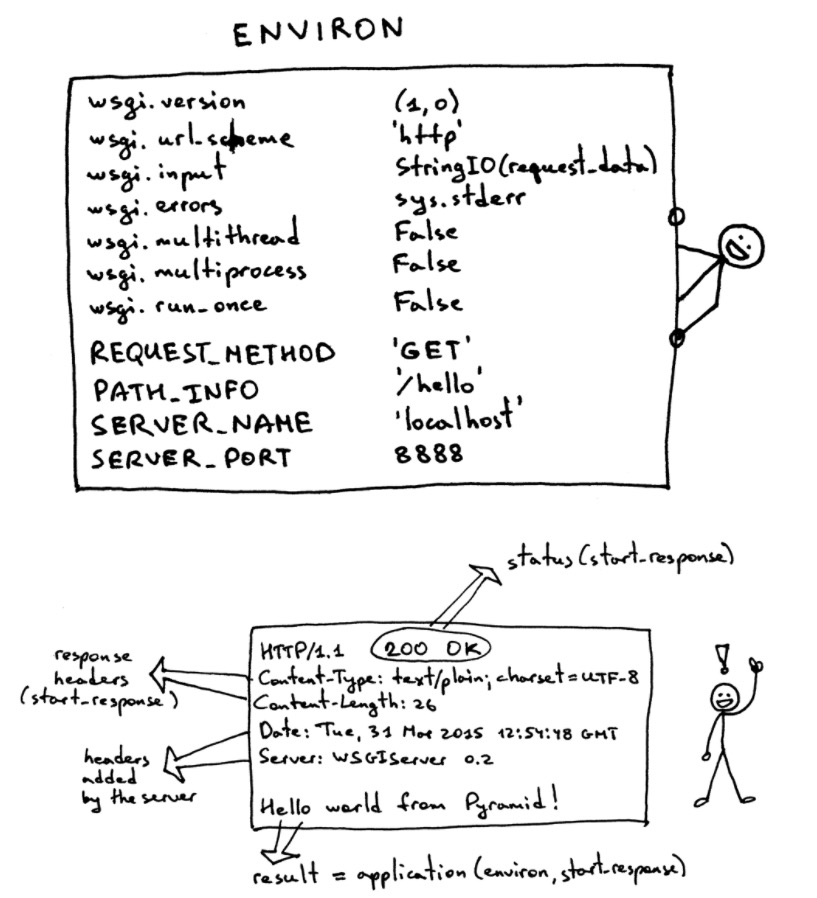 ENVIRON
wsgi.version (1,0)
wsgi.url_scheme 'http'
wsgi.input StringIO(request_data)
wsgi.errors sys.stderr
wsgi.multithread False
wsgi.multiprocess False
wsgi.run_once False
REQUEST_METHOD 'GET'
PATH_INFO '/hello'
SERVER_NAME 'localhost'
SERVER_PORT 8888
status (start_response)
HTTP/1.1 200 OK
response
headers
(start_response)
Content-Type: text/plain; charset=UTF-8
Content-Length: 26
Date: Tue, 31 Mar 2015 12:54:48 GMT
Server: WSGIServer 0.2
headers
added
by the server
!
Hello world from Pyramid!
result = application(environ, start_response)